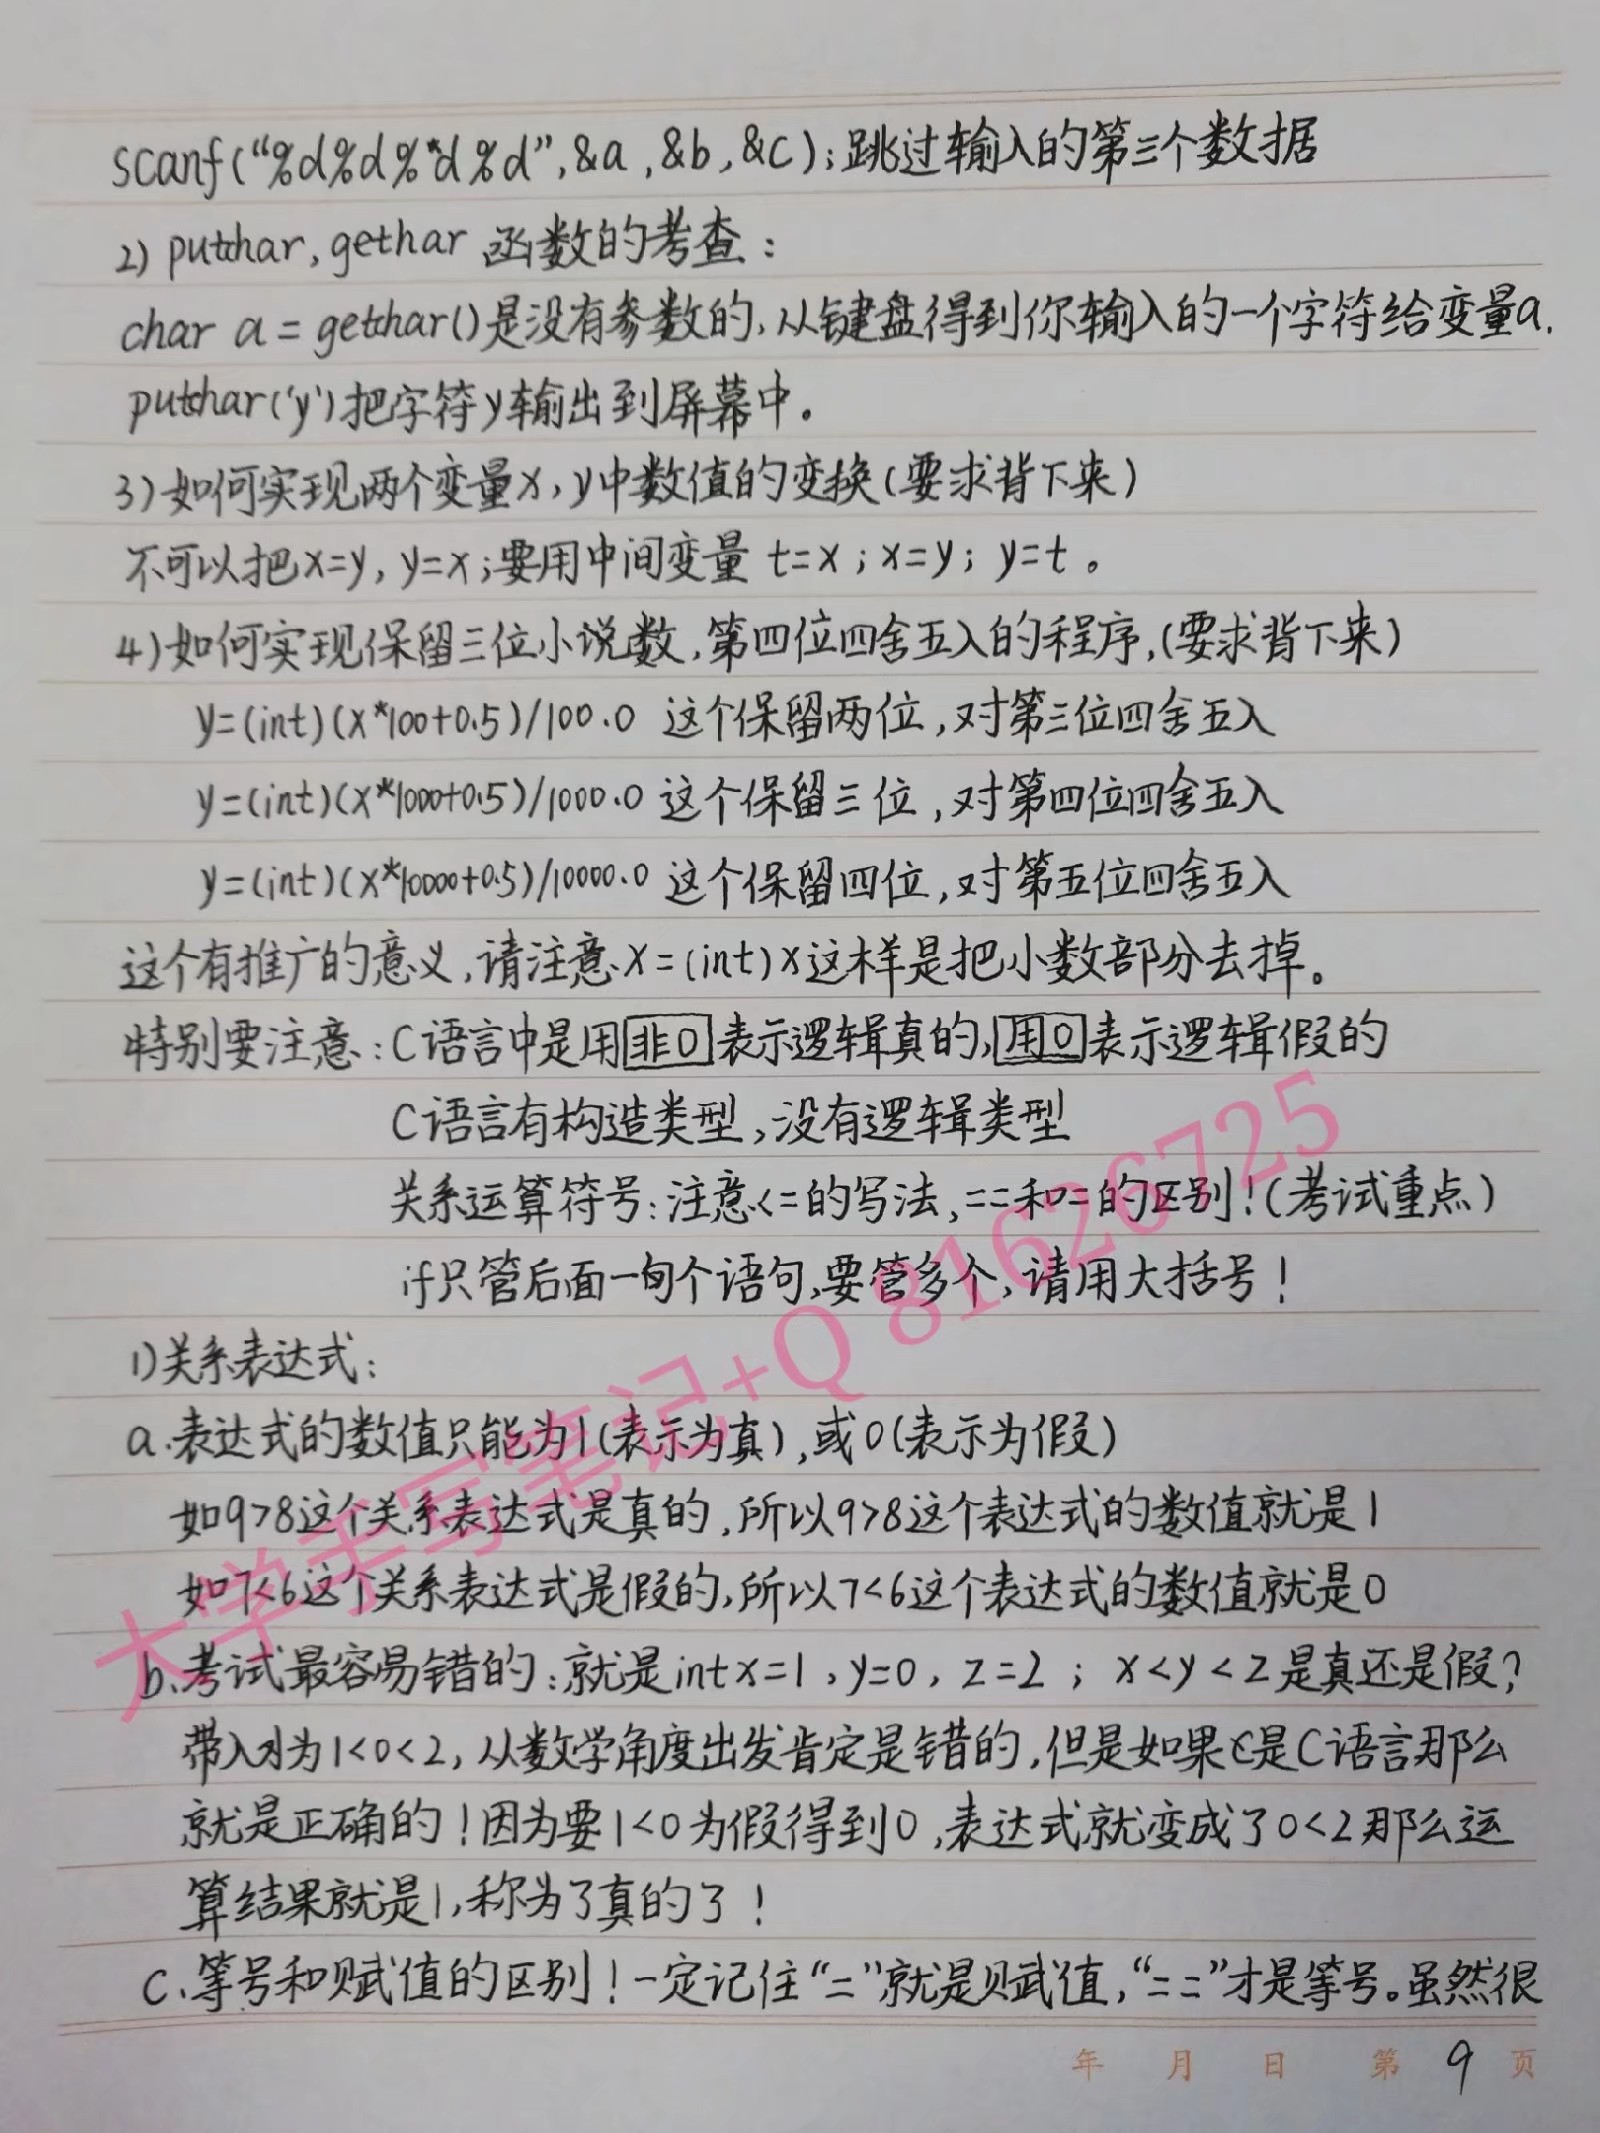 scanf(“%d%d%*d%d”,&a,&b,&c);跳过输入的第三个数据
2) putchar,gethar 函数的考查：
char a = getchar()是没有参数的,从键盘得到你输入的一个字符给变量a.
putchar('y')把字符y输出到屏幕中。
3)如何实现两个变量x,y中数值的变换(要求背下来)
不可以把x=y, y=x;要用中间变量 t=x; x=y; y=t 。
4)如何实现保留三位小说数,第四位四舍五入的程序,(要求背下来)
y=(int)(x*100+0.5)/100.0 这个保留两位,对第三位四舍五入
y=(int)(x*1000+0.5)/1000.0 这个保留三位,对第四位四舍五入
y=(int)(x*10000+0.5)/10000.0 这个保留四位,对第五位四舍五入
这个有推广的意义,请注意x=(int)x这样是把小数部分去掉。
特别要注意:C语言中是用非0表示逻辑真的,用0表示逻辑假的
C语言有构造类型,没有逻辑类型
关系运算符号:注意<=的写法,==和=的区别!(考试重点)
if只管后面一个语句,要管多个,请用大括号!
1)关系表达式:
a.表达式的数值只能为1(表示为真),或0(表示为假)
如9>8这个关系表达式是真的,所以9>8这个表达式的数值就是1
如7<6这个关系表达式是假的,所以7<6这个表达式的数值就是0
b.考试最容易错的:就是int x=1,y=0,z=2; x<y<z是真还是假?
带入为1<0<2,从数学角度出发肯定是错的,但是如果是C语言那么
就是正确的!因为要1<0为假得到0,表达式就变成了0<2那么运
算结果就是1,称为了真的了!
C.等号和赋值的区别!一定记住“=”就是赋值,“==”才是等号。虽然很
大学手写笔记+Q 81626725
年 月 日 第 9 页